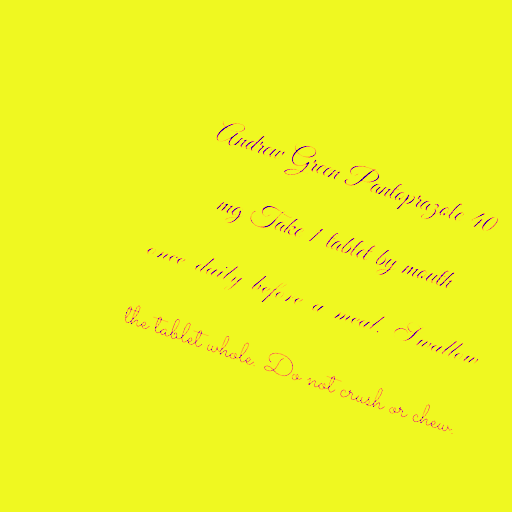 Andrew Green Pantoprazole 40
mg Take 1 tablet by mouth
once daily before a meal. Swallow
the tablet whole. Do not crush or chew.